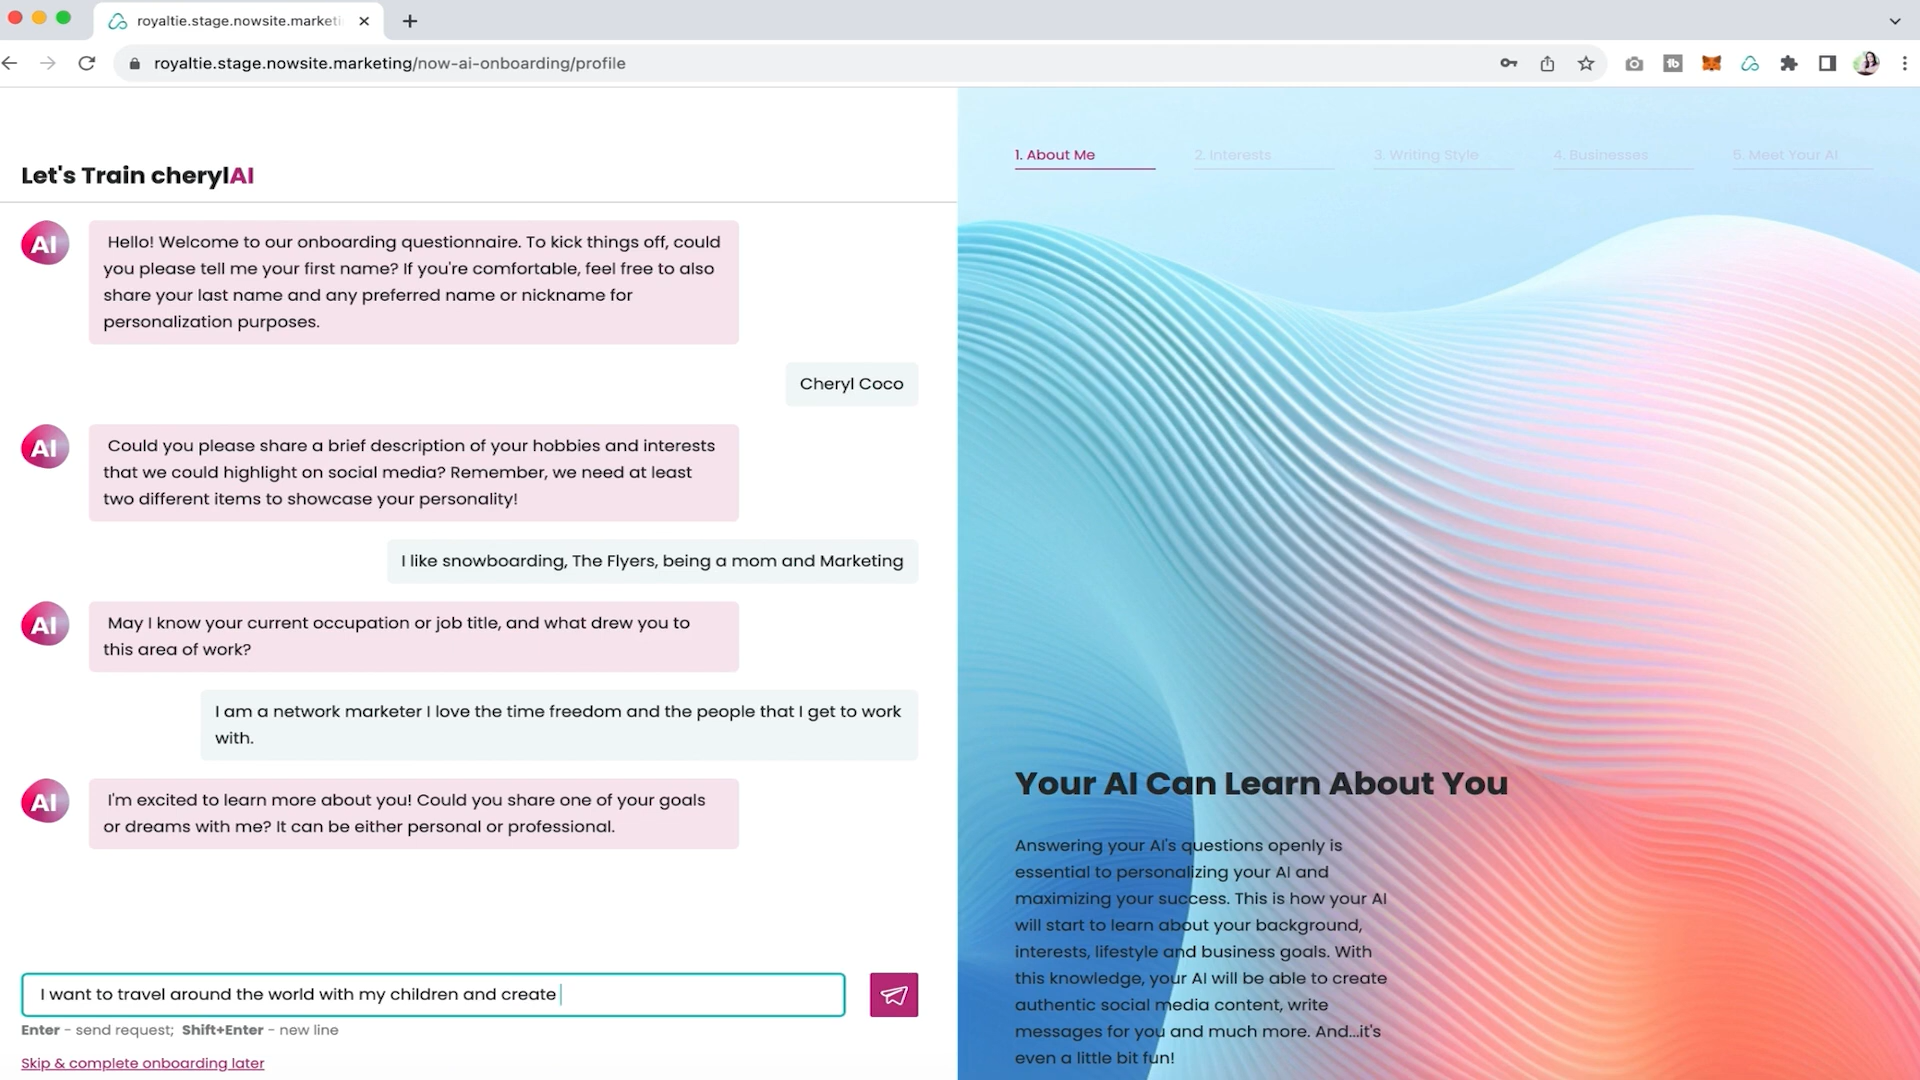 royaltie.stage.nowsite.marketi
royaltie.stage.nowsite.marketing/now-ai-onboarding/profile
tb
Let's Train cherylAI
AI
Hello! Welcome to our onboarding questionnaire. To kick things off, could
you please tell me your first name? If you're comfortable, feel free to also
share your last name and any preferred name or nickname for
personalization purposes.
Cheryl Coco
AI
Could you please share a brief description of your hobbies and interests
that we could highlight on social media? Remember, we need at least
two different items to showcase your personality!
I like snowboarding, The Flyers, being a mom and Marketing
AI
May I know your current occupation or job title, and what drew you to
this area of work?
I am a network marketer I love the time freedom and the people that I get to work
with.
AI
I'm excited to learn more about you! Could you share one of your goals
or dreams with me? It can be either personal or professional.
I want to travel around the world with my children and create
Enter - send request; Shift+Enter - new line
Skip & complete onboarding later
1. About Me
2. Interests
3. Writing Style
4. Businesses
5. Meet Your AI
Your AI Can Learn About You
Answering your AI's questions openly is
essential to personalizing your AI and
maximizing your success. This is how your AI
will start to learn about your background,
interests, lifestyle and business goals. With
this knowledge, your AI will be able to create
authentic social media content, write
messages for you and much more. And...it's
even a little bit fun!